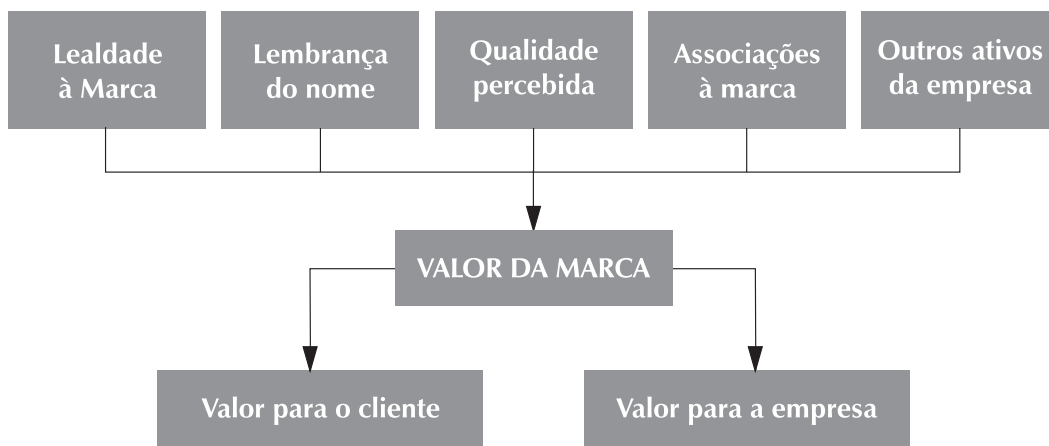 Lealdade
à Marca
Lembrança
do nome
Qualidade
percebida
Associações
à marca
Outros ativos
da empresa
VALOR DA MARCA
Valor para o cliente
Valor para a empresa